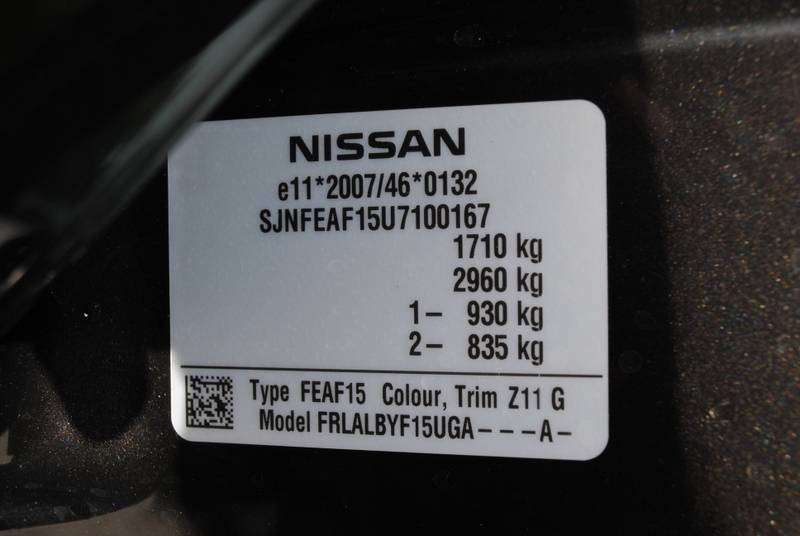 NISSAN
e11*2007/46*0132
SJNFEAF15U7100167
1710 kg
2960 kg
1– 930 kg
2– 835 kg
Type FEAF15 Colour, Trim Z11 G
Model FRLALBYF15UGA– – –A–